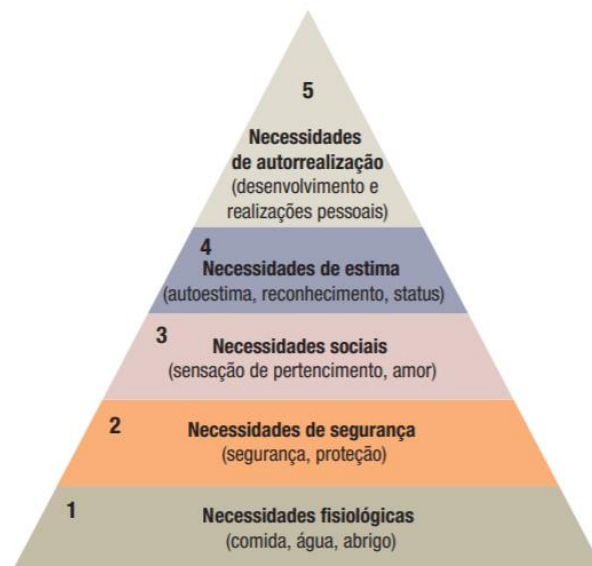 5
Necessidades
de autorrealização
(desenvolvimento e
realizações pessoais)
4
Necessidades de estima
(autoestima, reconhecimento, status)
3
Necessidades sociais
(sensação de pertencimento, amor)
2
Necessidades de segurança
(segurança, proteção)
1
Necessidades fisiológicas
(comida, água, abrigo)